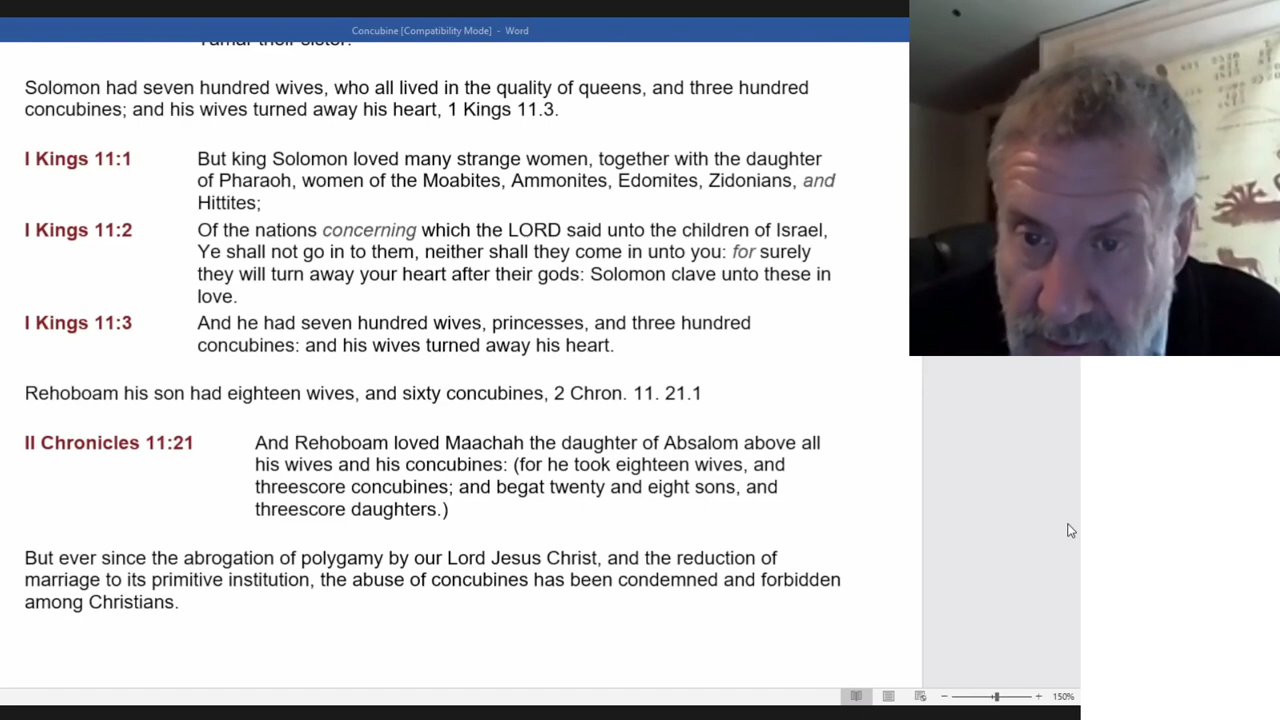 Concubine [Compatibility Mode] - Word
Tamar their sister.
Solomon had seven hundred wives, who all lived in the quality of queens, and three hundred
concubines; and his wives turned away his heart, 1 Kings 11.3.
I Kings 11:1 But king Solomon loved many strange women, together with the daughter
of Pharaoh, women of the Moabites, Ammonites, Edomites, Zidonians, and
Hittites;
I Kings 11:2 Of the nations concerning which the LORD said unto the children of Israel,
Ye shall not go in to them, neither shall they come in unto you: for surely
they will turn away your heart after their gods: Solomon clave unto these in
love.
I Kings 11:3 And he had seven hundred wives, princesses, and three hundred
concubines: and his wives turned away his heart.
Rehoboam his son had eighteen wives, and sixty concubines, 2 Chron. 11. 21.1
II Chronicles 11:21 And Rehoboam loved Maachah the daughter of Absalom above all
his wives and his concubines: (for he took eighteen wives, and
threescore concubines; and begat twenty and eight sons, and
threescore daughters.)
But ever since the abrogation of polygamy by our Lord Jesus Christ, and the reduction of
marriage to its primitive institution, the abuse of concubines has been condemned and forbidden
among Christians.
150%